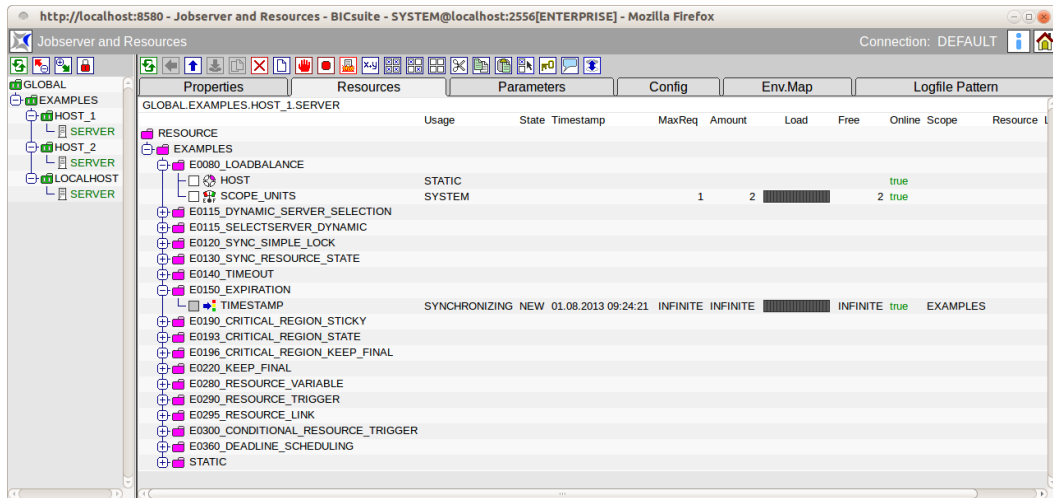 http://localhost:8580 - Jobserver and Resources - BICsuite - SYSTEM@localhost:2556[ENTERPRISE] - Mozilla Firefox
Jobserver and Resources Connection: DEFAULT
x.y
GLOBAL
EXAMPLES
HOST_1
SERVER
HOST_2
SERVER
LOCALHOST
SERVER
Properties Resources Parameters Config Env.Map Logfile Pattern
GLOBAL.EXAMPLES.HOST_1.SERVER
Usage State Timestamp MaxReq Amount Load Free Online Scope Resource L
RESOURCE
EXAMPLES
E0080_LOADBALANCE
HOST STATIC true
SCOPE_UNITS SYSTEM 1 2 2 true
E0115_DYNAMIC_SERVER_SELECTION
E0115_SELECTSERVER_DYNAMIC
E0120_SYNC_SIMPLE_LOCK
E0130_SYNC_RESOURCE_STATE
E0140_TIMEOUT
E0150_EXPIRATION
TIMESTAMP SYNCHRONIZING NEW 01.08.2013 09:24:21 INFINITE INFINITE INFINITE true EXAMPLES
E0190_CRITICAL_REGION_STICKY
E0193_CRITICAL_REGION_STATE
E0196_CRITICAL_REGION_KEEP_FINAL
E0220_KEEP_FINAL
E0280_RESOURCE_VARIABLE
E0290_RESOURCE_TRIGGER
E0295_RESOURCE_LINK
E0300_CONDITIONAL_RESOURCE_TRIGGER
E0360_DEADLINE_SCHEDULING
STATIC